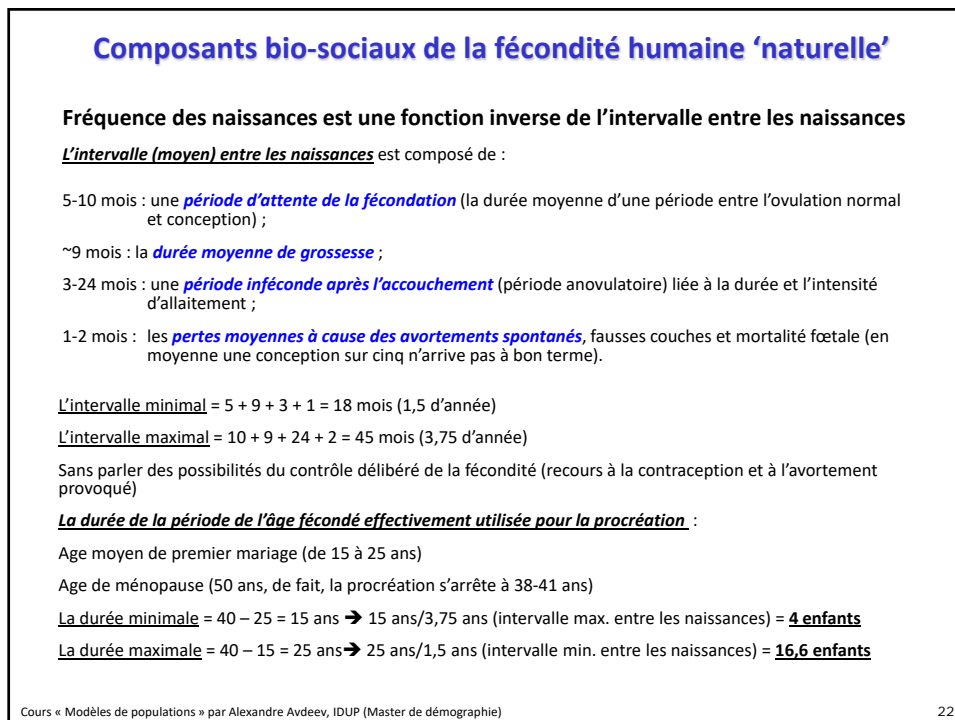 Composants bio-sociaux de la fécondité humaine ‘naturelle’
Fréquence des naissances est une fonction inverse de l’intervalle entre les naissances
L’intervalle (moyen) entre les naissances est composé de :
5-10 mois : une période d’attente de la fécondation (la durée moyenne d’une période entre l’ovulation normal
et conception) ;
~9 mois : la durée moyenne de grossesse ;
3-24 mois : une période inféconde après l’accouchement (période anovulatoire) liée à la durée et l’intensité
d’allaitement ;
1-2 mois : les pertes moyennes à cause des avortements spontanés, fausses couches et mortalité fœtale (en
moyenne une conception sur cinq n’arrive pas à bon terme).
L’intervalle minimal = 5 + 9 + 3 + 1 = 18 mois (1,5 d’année)
L’intervalle maximal = 10 + 9 + 24 + 2 = 45 mois (3,75 d’année)
Sans parler des possibilités du contrôle délibéré de la fécondité (recours à la contraception et à l’avortement
provoqué)
La durée de la période de l’âge fécondé effectivement utilisée pour la procréation :
Age moyen de premier mariage (de 15 à 25 ans)
Age de ménopause (50 ans, de fait, la procréation s’arrête à 38-41 ans)
La durée minimale = 40 – 25 = 15 ans ➔ 15 ans/3,75 ans (intervalle max. entre les naissances) = 4 enfants
La durée maximale = 40 – 15 = 25 ans➔ 25 ans/1,5 ans (intervalle min. entre les naissances) = 16,6 enfants
Cours « Modèles de populations » par Alexandre Avdeev, IDUP (Master de démographie)
22